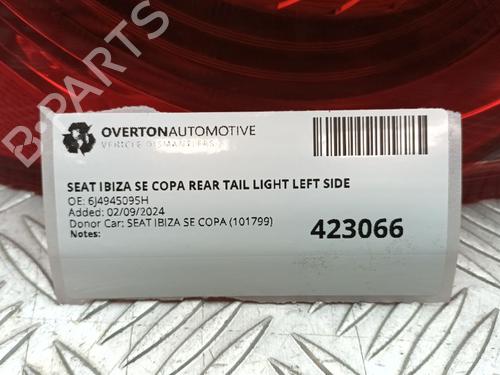 B-PARTS
OVERTONAUTOMOTIVE
VEHICLE DISMANTLERS
SEAT IBIZA SE COPA REAR TAIL LIGHT LEFT SIDE
OE: 6J4945095H
Added: 02/09/2024
Donor Car: SEAT IBIZA SE COPA (101799)
Notes:
423066